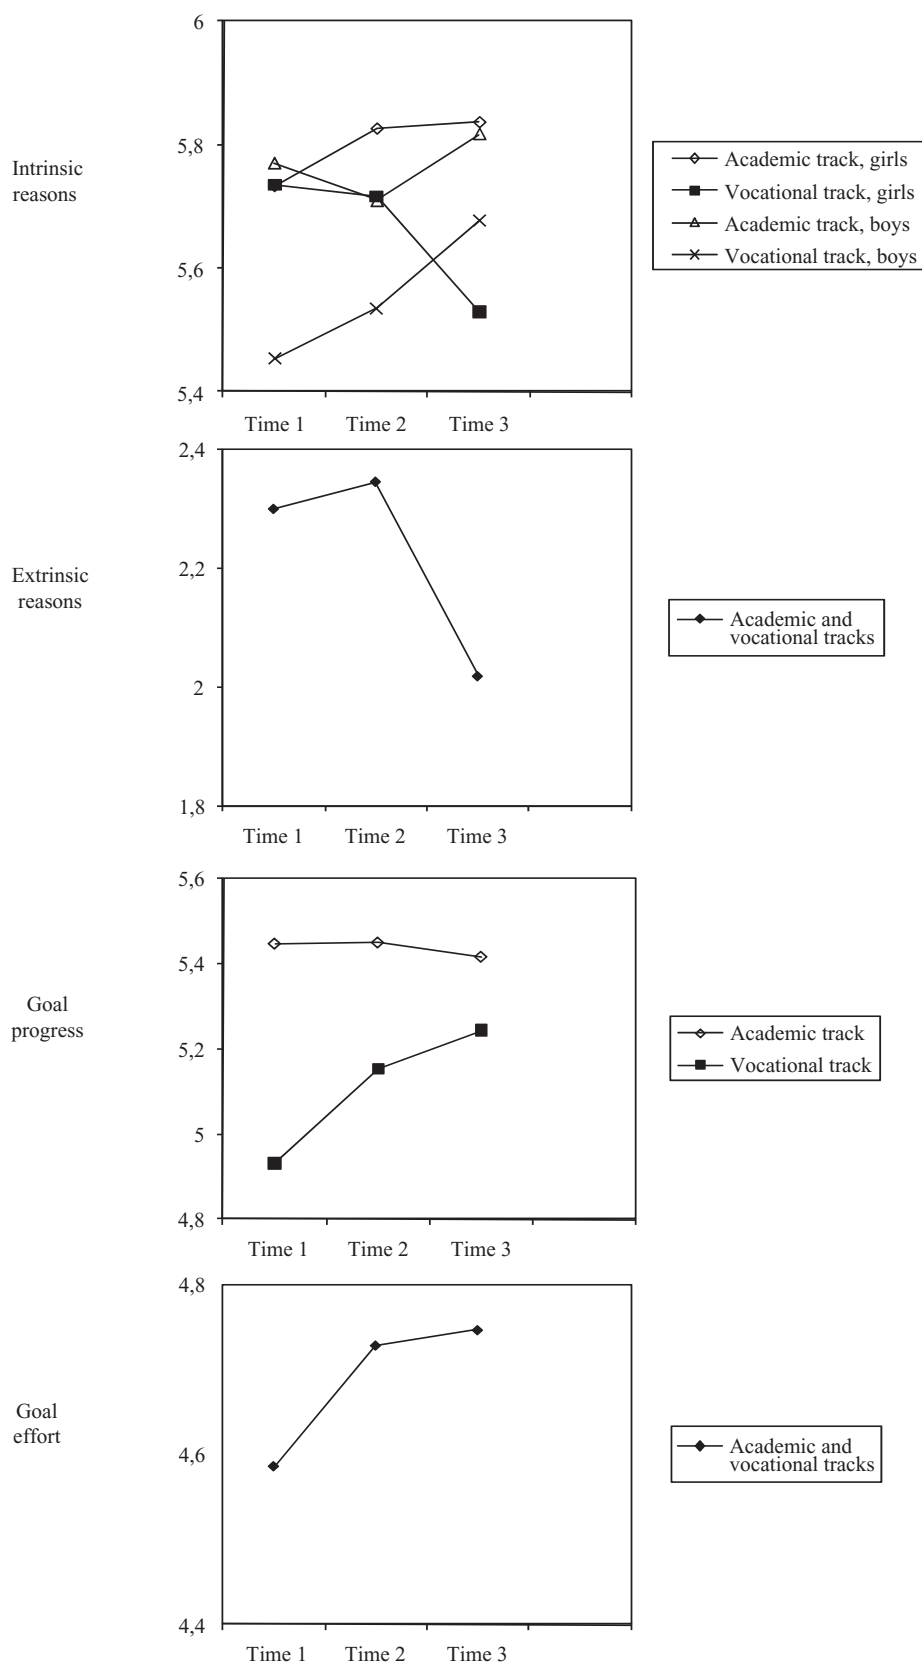 6
5,8
5,6
5,4
Intrinsic
reasons
Time 1 Time 2 Time 3
Academic track, girls
Vocational track, girls
Academic track, boys
Vocational track, boys
2,4
2,2
2
1,8
Extrinsic
reasons
Time 1 Time 2 Time 3
Academic and
vocational tracks
5,6
5,4
5,2
5
4,8
Goal
progress
Time 1 Time 2 Time 3
Academic track
Vocational track
4,8
4,6
4,4
Goal
effort
Time 1 Time 2 Time 3
Academic and
vocational tracks